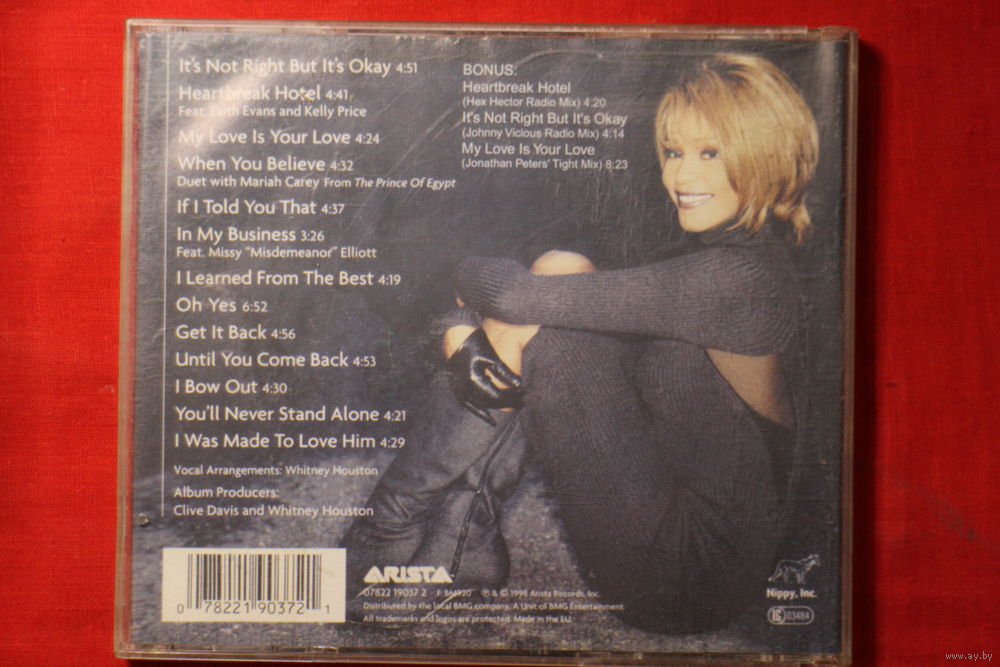 It's Not Right But It's Okay 4:51
Heartbreak Hotel 4:41
Feat. Faith Evans and Kelly Price
My Love Is Your Love 4:24
When You Believe 4:32
Duet with Mariah Carey From The Prince Of Egypt
If I Told You That 4:37
In My Business 3:26
Feat. Missy "Misdemeanor" Elliott
I Learned From The Best 4:19
Oh Yes 6:52
Get It Back 4:56
Until You Come Back 4:53
I Bow Out 4:30
You'll Never Stand Alone 4:21
I Was Made To Love Him 4:29
Vocal Arrangements: Whitney Houston
Album Producers:
Clive Davis and Whitney Houston
BONUS:
Heartbreak Hotel
(Hex Hector Radio Mix) 4:20
It's Not Right But It's Okay
(Johnny Vicious Radio Mix) 4:14
My Love Is Your Love
(Jonathan Peters' Tight Mix) 8:23
0 78221 90372 1
ARISTA
07822 19037 2 F: BM920 ℗ & © 1998 Arista Records, Inc.
Distributed by the local BMG company. A Unit of BMG Entertainment
All trademarks and logos are protected. Made in the EU
Nippy, Inc.
LC 03484
www.ay.by